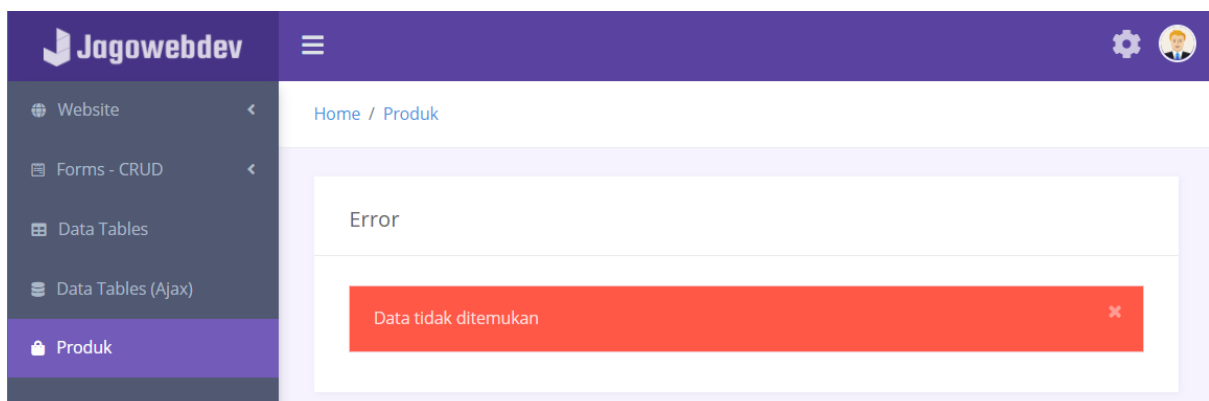 Jagowebdev
Website
Forms - CRUD
Data Tables
Data Tables (Ajax)
Produk
Home / Produk
Error
Data tidak ditemukan